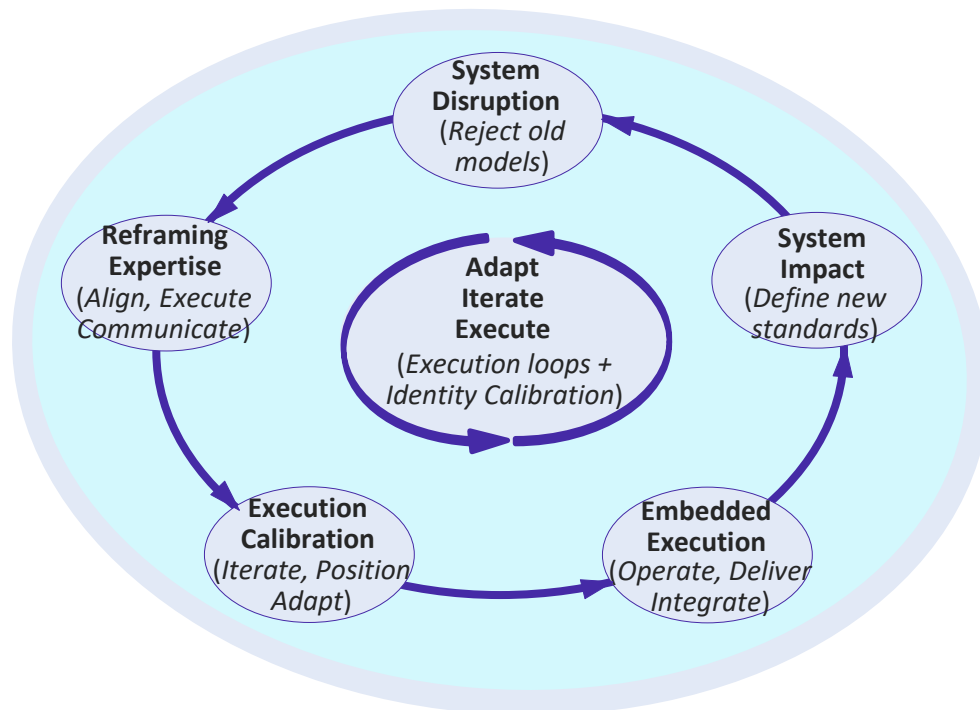 System
Disruption
(Reject old
models)
Reframing
Expertise
(Align, Execute
Communicate)
Adapt
Iterate
Execute
(Execution loops +
Identity Calibration)
System
Impact
(Define new
standards)
Execution
Calibration
(Iterate, Position
Adapt)
Embedded
Execution
(Operate, Deliver
Integrate)